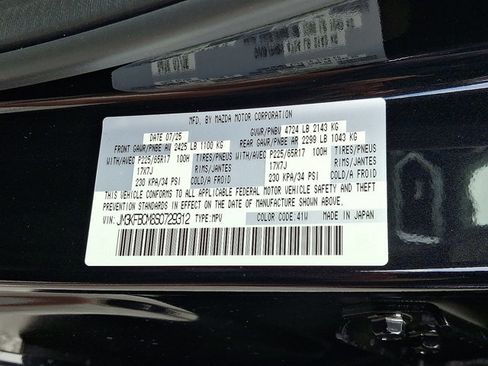 MFD. BY MAZDA MOTOR CORPORATION
DATE 07/25 GVWR/PNBV 4724 LB 2143 KG
FRONT GAWR/PNBE AV 2425 LB 1100 KG REAR GAWR/PNBE AR 2299 LB 1043 KG
WITH/AVEC P225/65R17 100H TIRES/PNEUS WITH/AVEC P225/65R17 100H TIRES/PNEUS
17X7J RIMS/JANTES 17X7J RIMS/JANTES
230 KPA/34 PSI COLD/A FROID 230 KPA/34 PSI COLD/A FROID
THIS VEHICLE CONFORMS TO ALL APPLICABLE FEDERAL MOTOR VEHICLE SAFETY
AND THEFT PREVENTION STANDARDS IN EFFECT ON THE DATE OF MANUFACTURE SHOWN ABOVE.
VIN: JM3KFBCM8S0729312 TYPE: MPV COLOR CODE: 41W MADE IN JAPAN